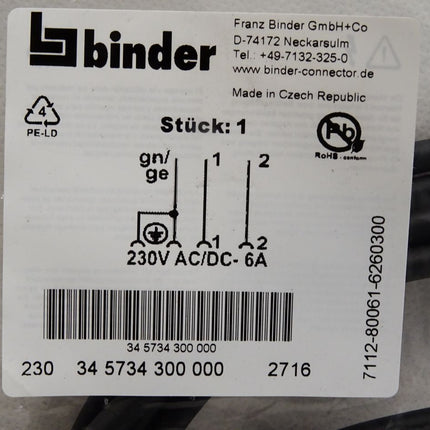 binder
Franz Binder GmbH+Co
D-74172 Neckarsulm
Tel.: +49-7132-325-0
www.binder-connector.de
Made in Czech Republic
4
PE-LD
Stück: 1
Pb
RoHS - conform
gn/ 1 2
ge
1 2
230V AC/DC- 6A
34 5734 300 000
230 34 5734 300 000 2716
7112-80061-6260300